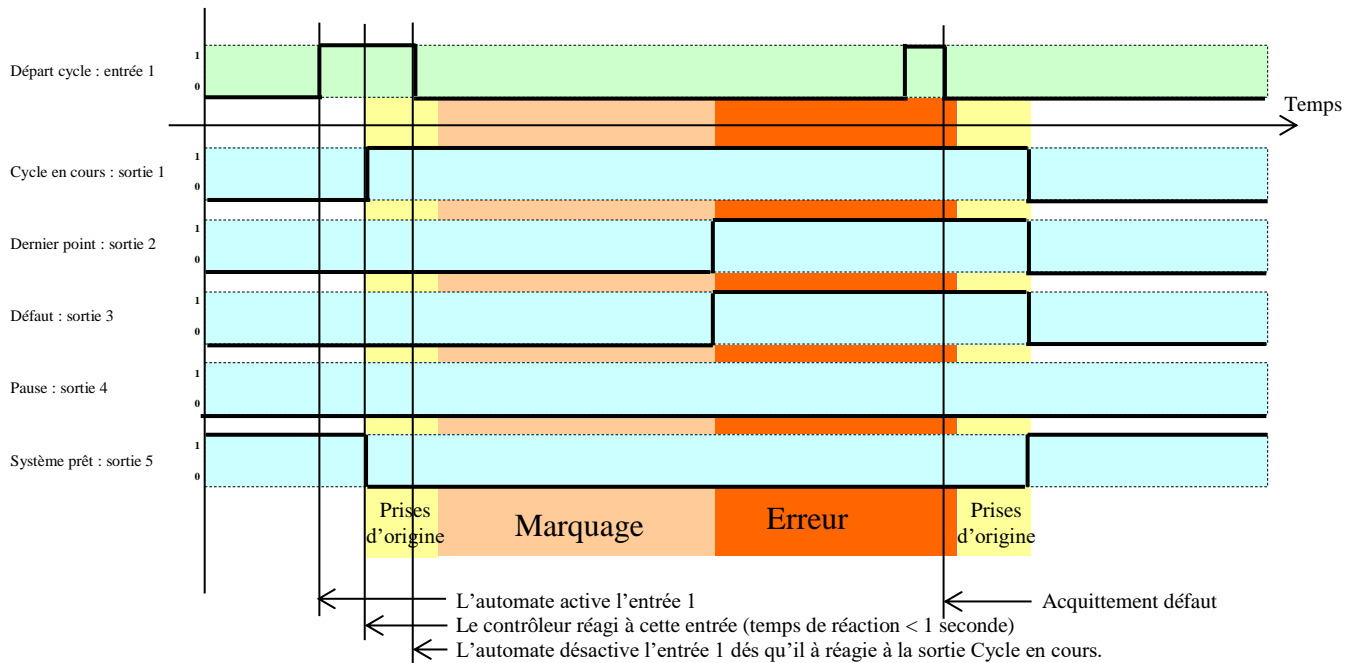 1
Départ cycle : entrée 1
0
Temps
1
Cycle en cours : sortie 1
0
1
Dernier point : sortie 2
0
1
Défaut : sortie 3
0
1
Pause : sortie 4
0
1
Système prêt : sortie 5
0
Prises
d’origine
Marquage
Erreur
Prises
d’origine
L’automate active l’entrée 1
Acquittement défaut
Le contrôleur réagi à cette entrée (temps de réaction < 1 seconde)
L’automate désactive l’entrée 1 dés qu’il à réagie à la sortie Cycle en cours.